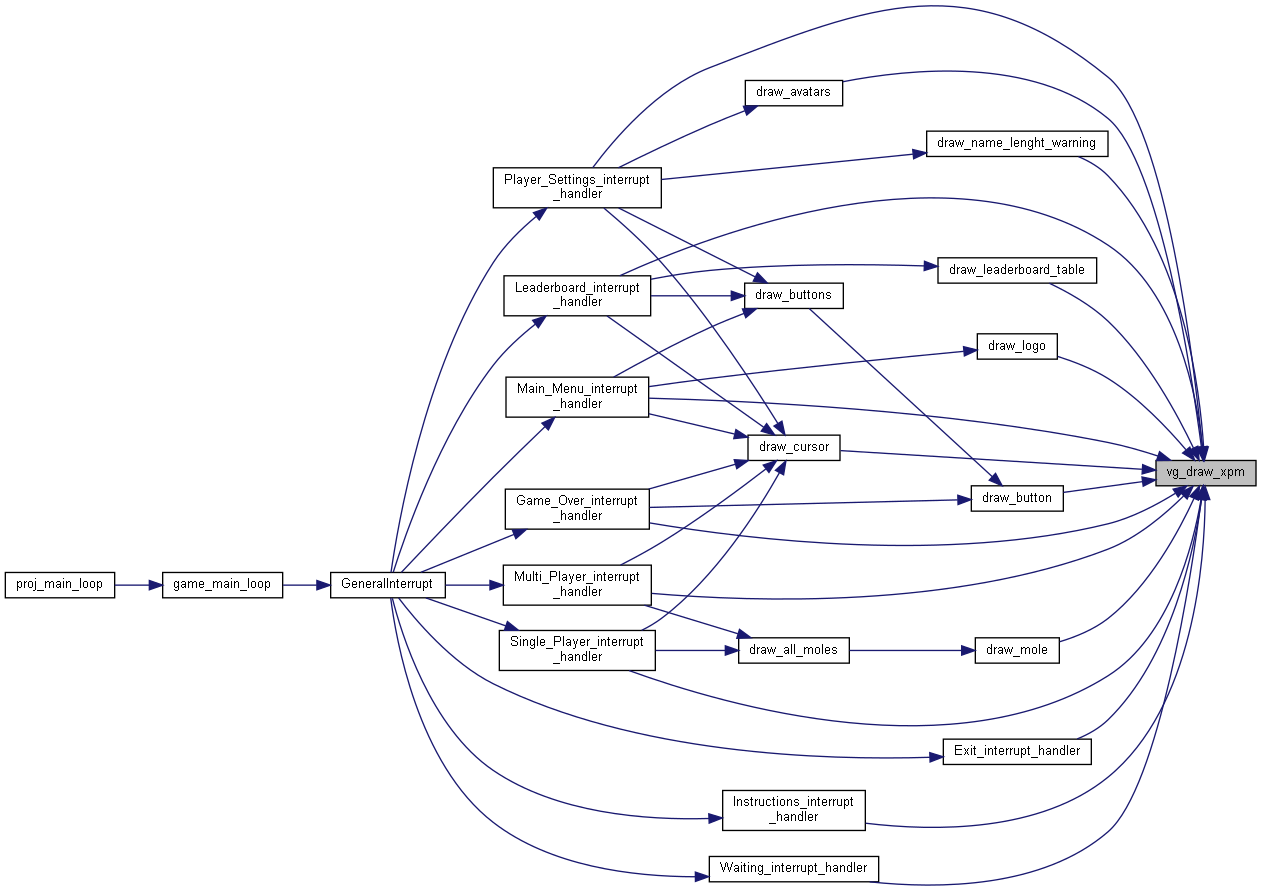 draw_avatars
draw_name_lenght_warning
Player_Settings_interrupt
_handler
draw_leaderboard_table
Leaderboard_interrupt
_handler
draw_buttons
draw_logo
Main_Menu_interrupt
_handler
draw_cursor
vg_draw_xpm
draw_button
Game_Over_interrupt
_handler
proj_main_loop
game_main_loop
GeneralInterrupt
Multi_Player_interrupt
_handler
Single_Player_interrupt
_handler
draw_all_moles
draw_mole
Exit_interrupt_handler
Instructions_interrupt
_handler
Waiting_interrupt_handler